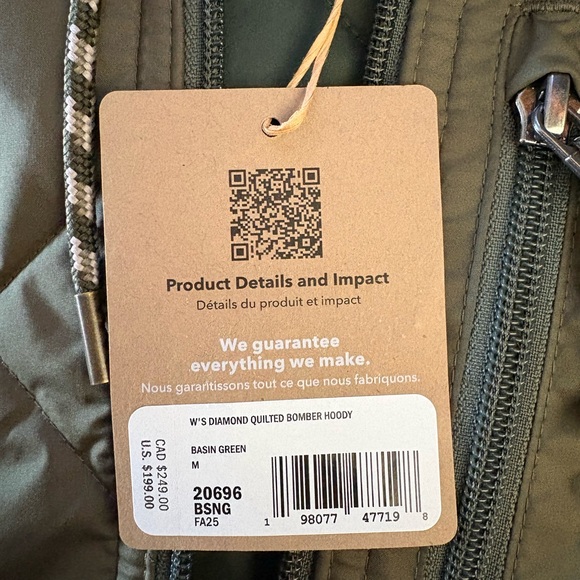 Product Details and Impact
Détails du produit et impact
We guarantee
everything we make.
Nous garantissons tout ce que nous fabriquons.
W'S DIAMOND QUILTED BOMBER HOODY
BASIN GREEN
M
20696
BSNG
FA25
CAD $249.00
U.S. $199.00
1 98077 47719 8